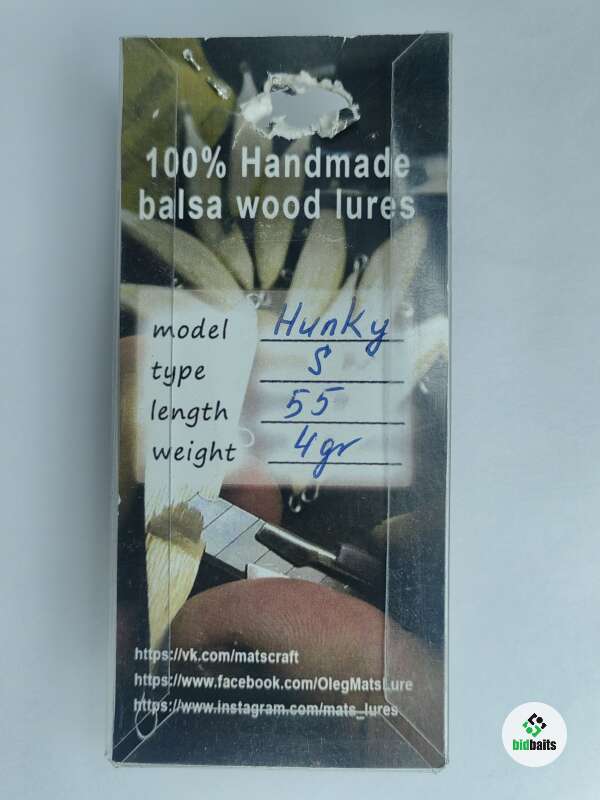 100% Handmade
balsa wood lures
model Hunky
type S
length 55
weight 4gr
https://vk.com/matscraft
https://www.facebook.com/OlegMatsLure
https://www.instagram.com/mats_lures
bidbaits